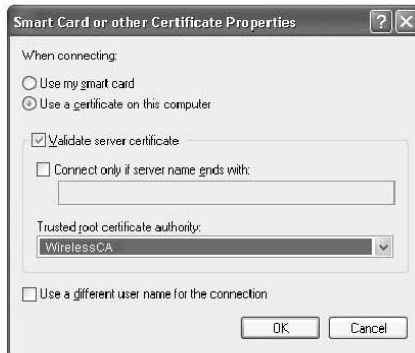 Smart Card or other Certificate Properties
When connecting:
Use my smart card
Use a certificate on this computer
Validate server certificate
Connect only if server name ends with:
Trusted root certificate authority:
WirelessCA
Use a different user name for the connection
OK Cancel